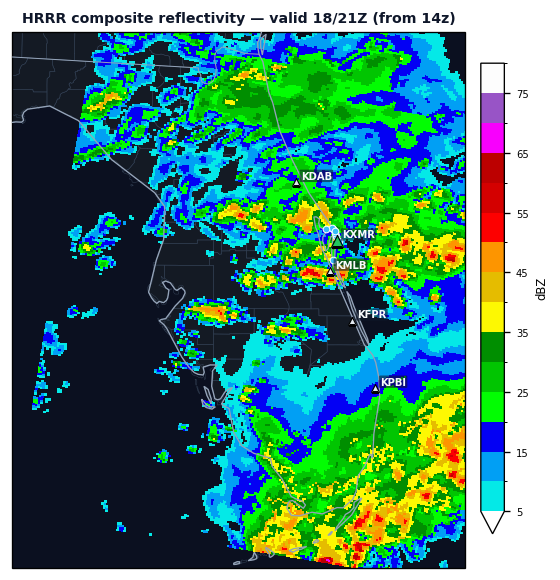 HRRR composite reflectivity — valid 18/21Z (from 14z)
KDAB
KXMR
KMLB
KFPR
KPBI
75
65
55
45
35
25
15
5
dBZ